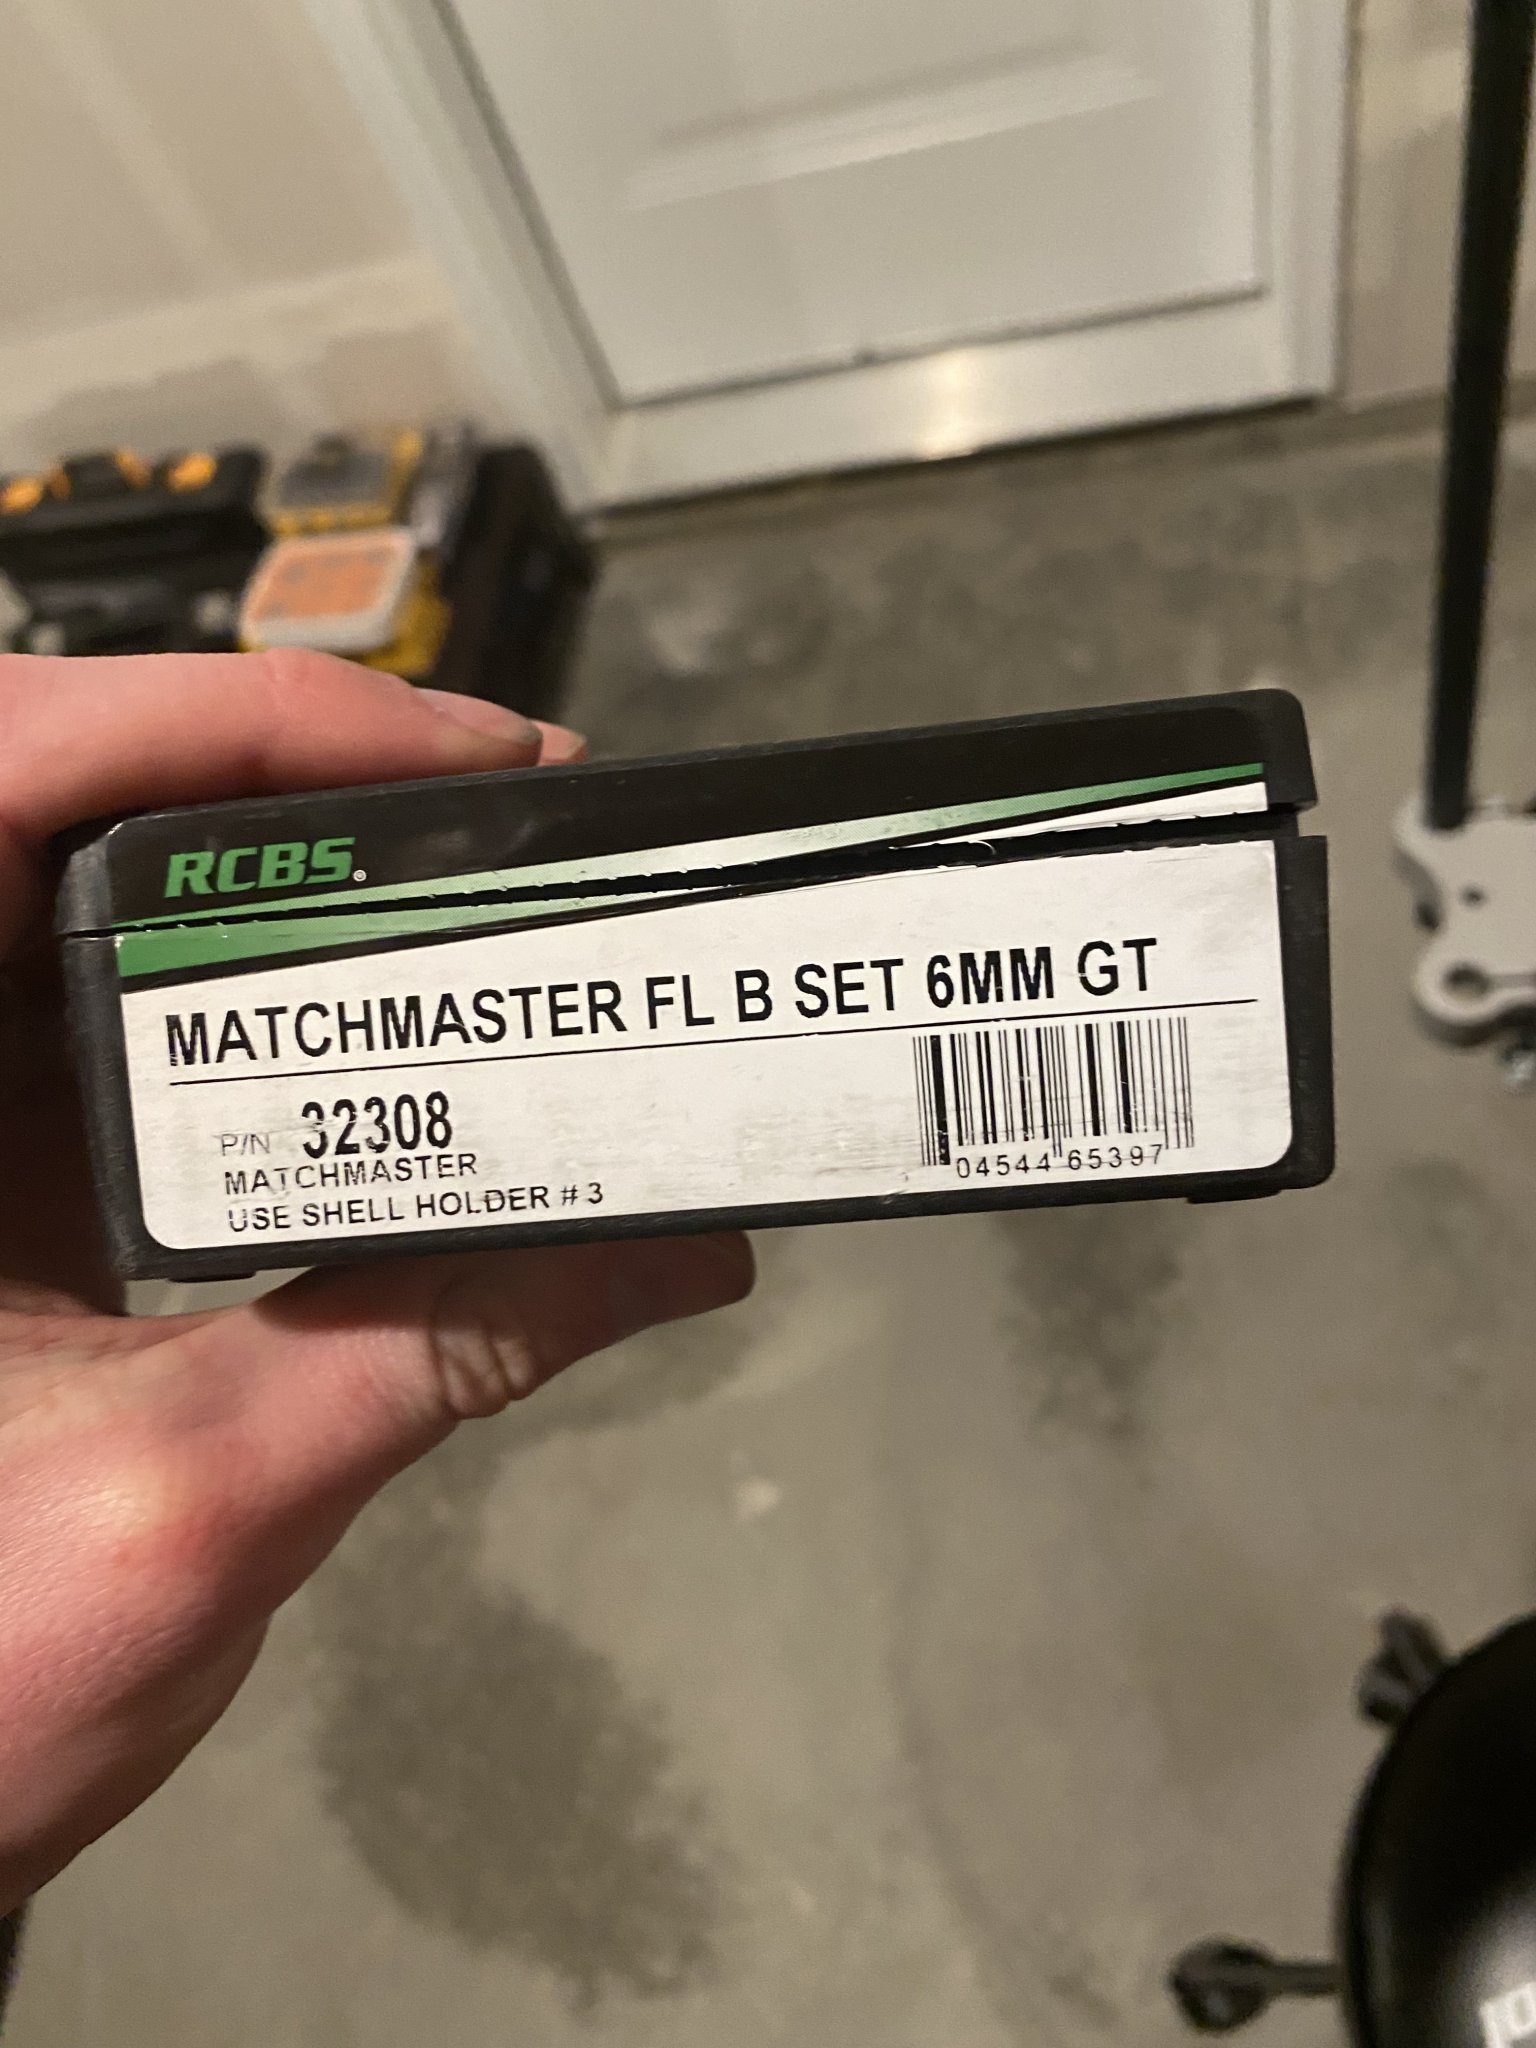 RCBS®
MATCHMASTER FL B SET 6MM GT
P/N 32308
MATCHMASTER
USE SHELL HOLDER # 3
04544 65397